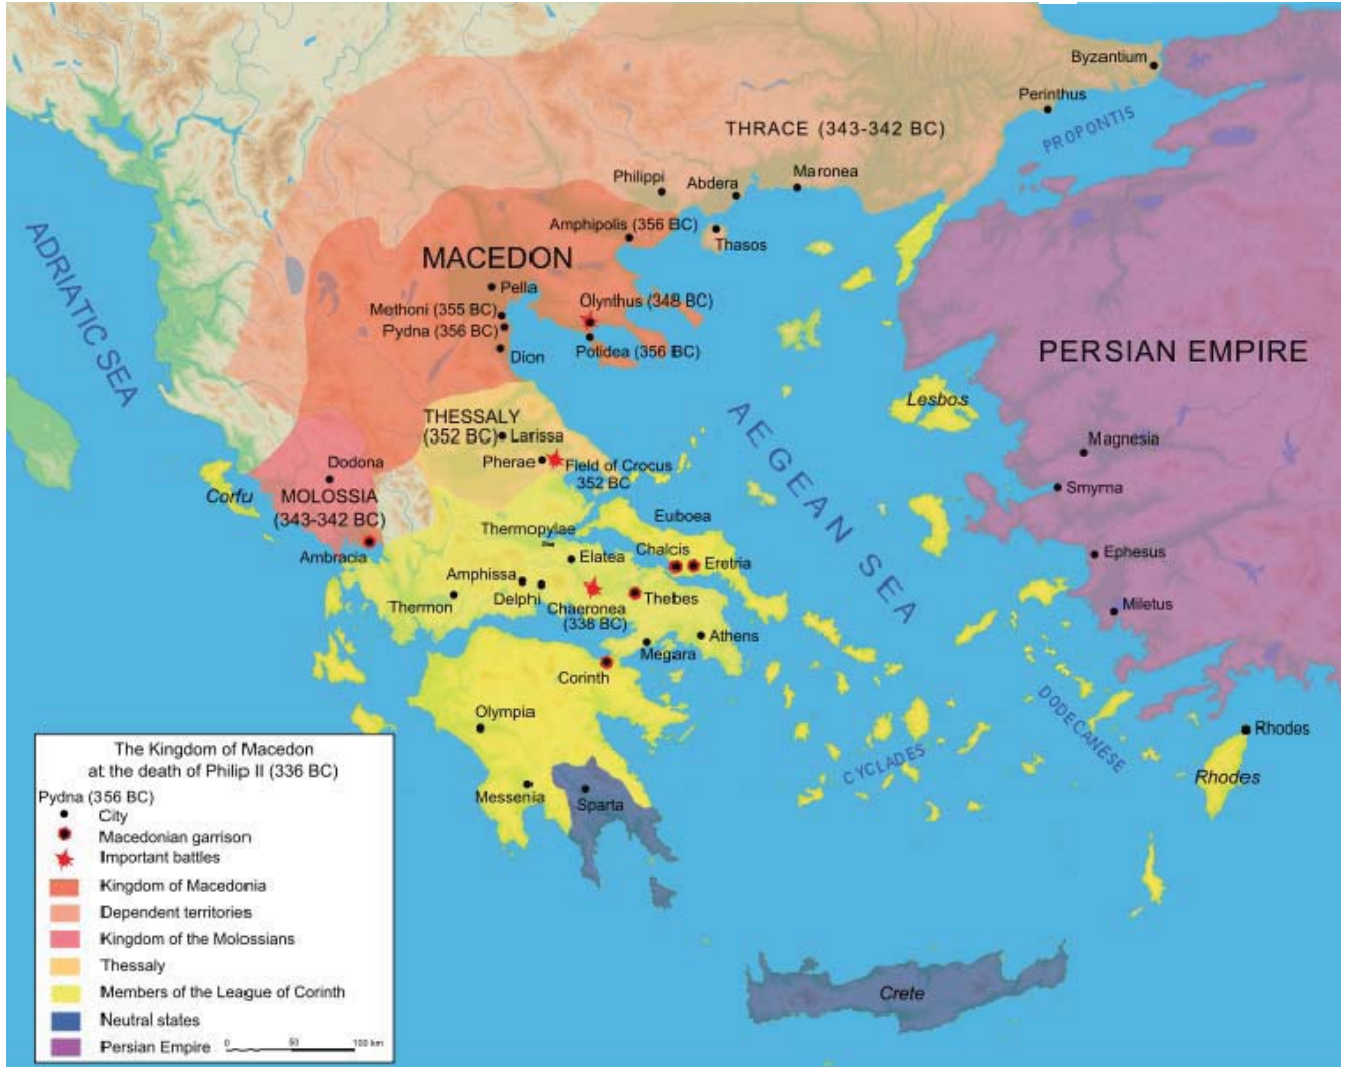 Byzantium
Perinthus
PROPONTIS
THRACE (343-342 BC)
Philippi
Abdera
Maronea
Amphipolis (356 BC)
Thasos
MACEDON
ADRIATIC SEA
Pella
Olynthus (348 BC)
Methoni (355 BC)
Pydna (356 BC)
Potidea (356 BC)
Dion
PERSIAN EMPIRE
Lesbos
THESSALY
(352 BC)
Larissa
AEGEAN SEA
Magnesia
Dodona
Pherae
Field of Crocus
352 BC
Smyrna
Corfu
MOLOSSIA
(343-342 BC)
Euboea
Thermopylae
Ambracia
Elatea
Chalcis
Eretria
Ephesus
Amphissa
Delphi
Thermon
Chaeronea
(338 BC)
Thebes
Miletus
Athens
Megara
Corinth
Olympia
DODECANESE
Rhodes
CYCLADES
Rhodes
Messenia
Sparta
Crete
The Kingdom of Macedon
at the death of Philip II (336 BC)
Pydna (356 BC)
City
Macedonian garrison
Important battles
Kingdom of Macedonia
Dependent territories
Kingdom of the Molossians
Thessaly
Members of the League of Corinth
Neutral states
Persian Empire
0 50 100 km